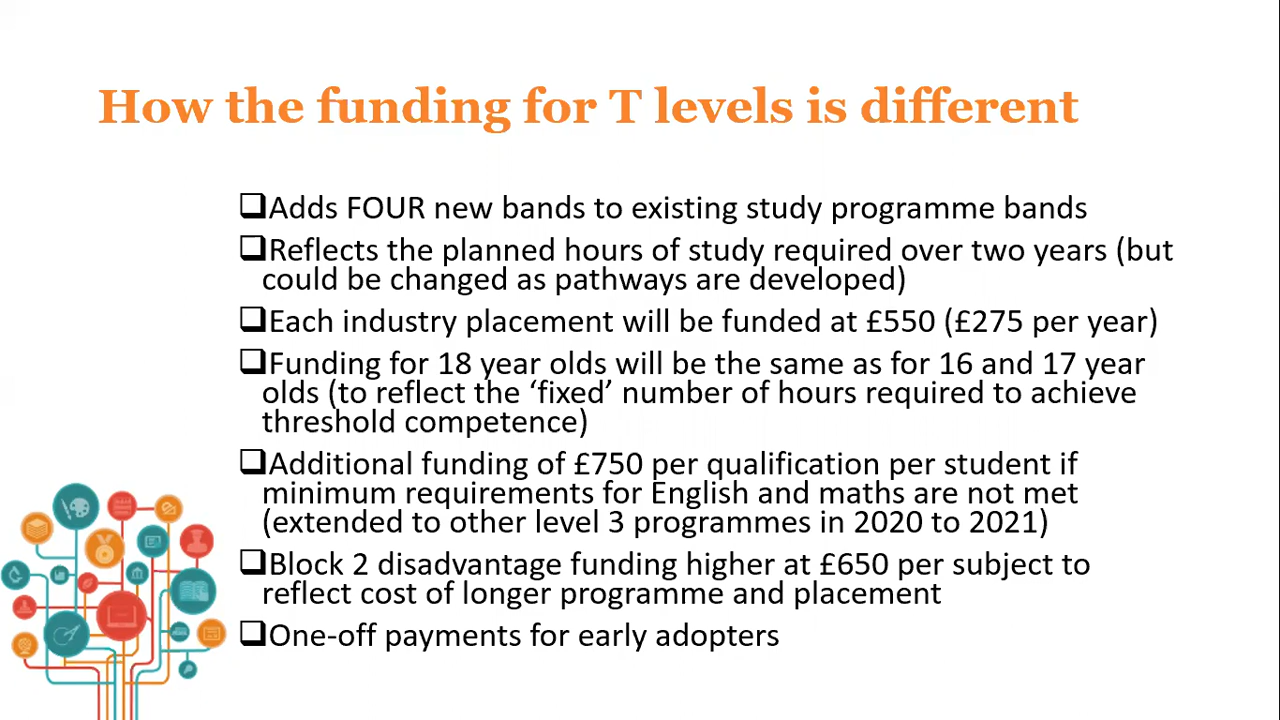 How the funding for T levels is different
❑Adds FOUR new bands to existing study programme bands
❑Reflects the planned hours of study required over two years (but
could be changed as pathways are developed)
❑Each industry placement will be funded at £550 (£275 per year)
❑Funding for 18 year olds will be the same as for 16 and 17 year
olds (to reflect the ‘fixed’ number of hours required to achieve
threshold competence)
❑Additional funding of £750 per qualification per student if
minimum requirements for English and maths are not met
(extended to other level 3 programmes in 2020 to 2021)
❑Block 2 disadvantage funding higher at £650 per subject to
reflect cost of longer programme and placement
❑One-off payments for early adopters